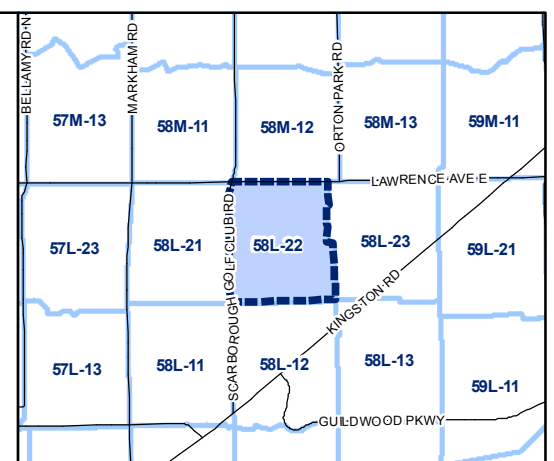 BELLAMY RD N
MARKHAM RD
ORTON PARK RD
57M-13
58M-11
58M-12
58M-13
59M-11
LAWRENCE AVE E
SCARBOROUGH GOLF CLUB RD
57L-23
58L-21
58L-22
58L-23
59L-21
KINGSTON RD
57L-13
58L-11
58L-12
58L-13
59L-11
GUILDWOOD PKWY